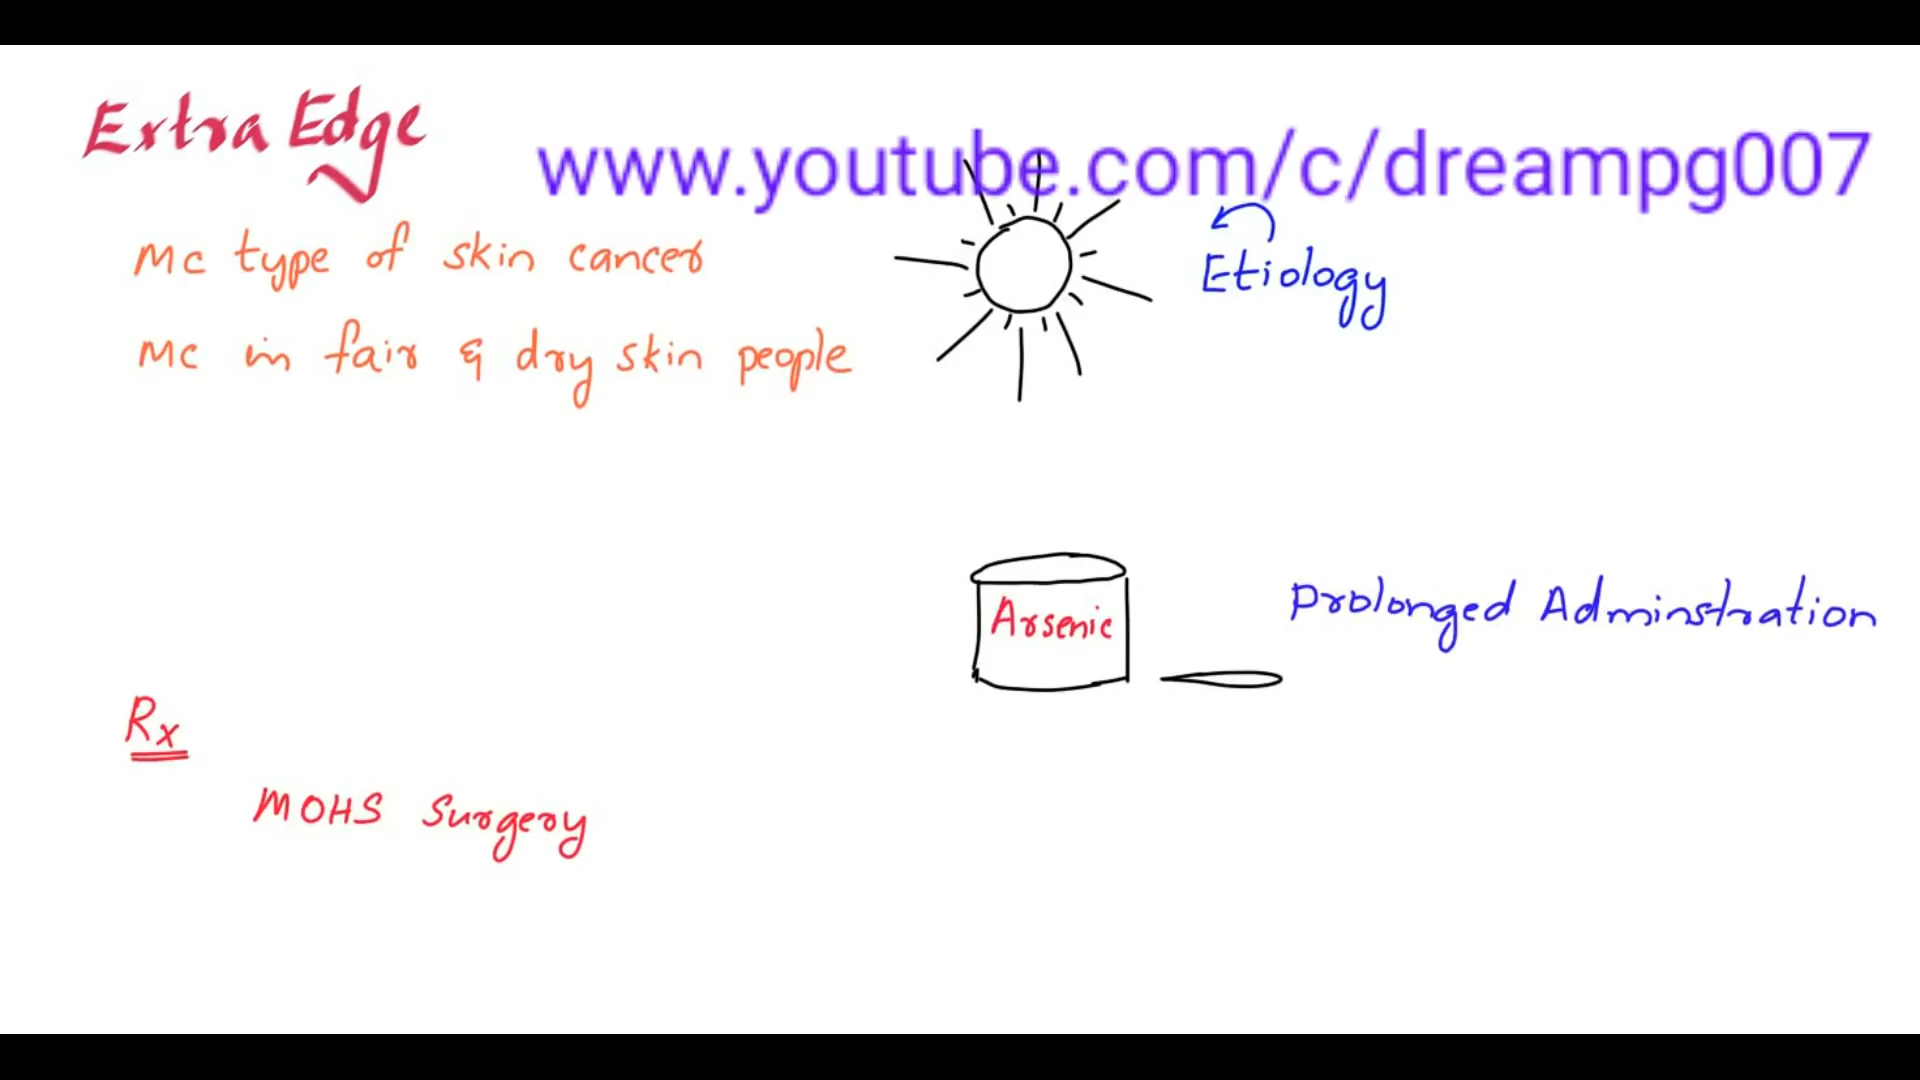 Extra Edge
www.youtube.com/c/dreampg007
MC type of skin cancer
Etiology
MC in fair & dry skin people
Arsenic
Prolonged Adminstration
Rx
MOHS Surgery